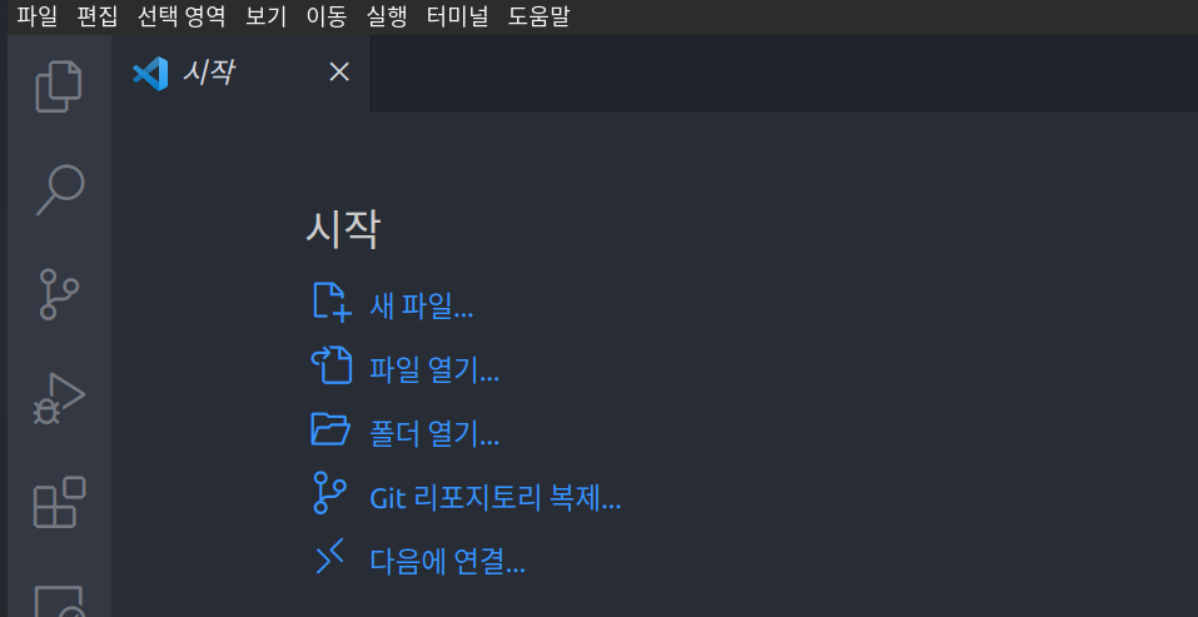 파일 편집 선택 영역 보기 이동 실행 터미널 도움말
시작
시작
새 파일...
파일 열기...
폴더 열기...
Git 리포지토리 복제...
다음에 연결...